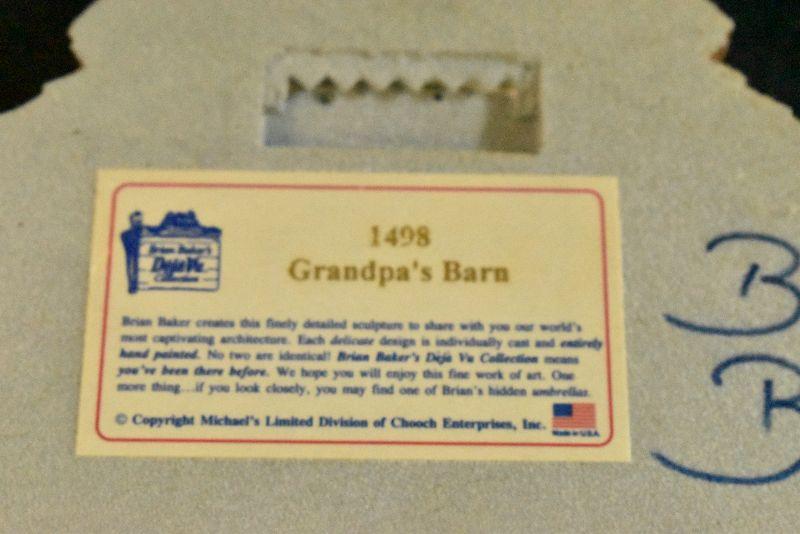 Brian Baker's
Déjà Vu
Collection
1498
Grandpa's Barn
Brian Baker creates this finely detailed sculpture to share with you our world's
most captivating architecture. Each delicate design is individually cast and entirely
hand painted. No two are identical! Brian Baker's Déjà Vu Collection means
you've been there before. We hope you will enjoy this fine work of art. One
more thing...if you look closely, you may find one of Brian's hidden umbrellas.
© Copyright Michael's Limited Division of Chooch Enterprises, Inc.
Made in U.S.A.
B